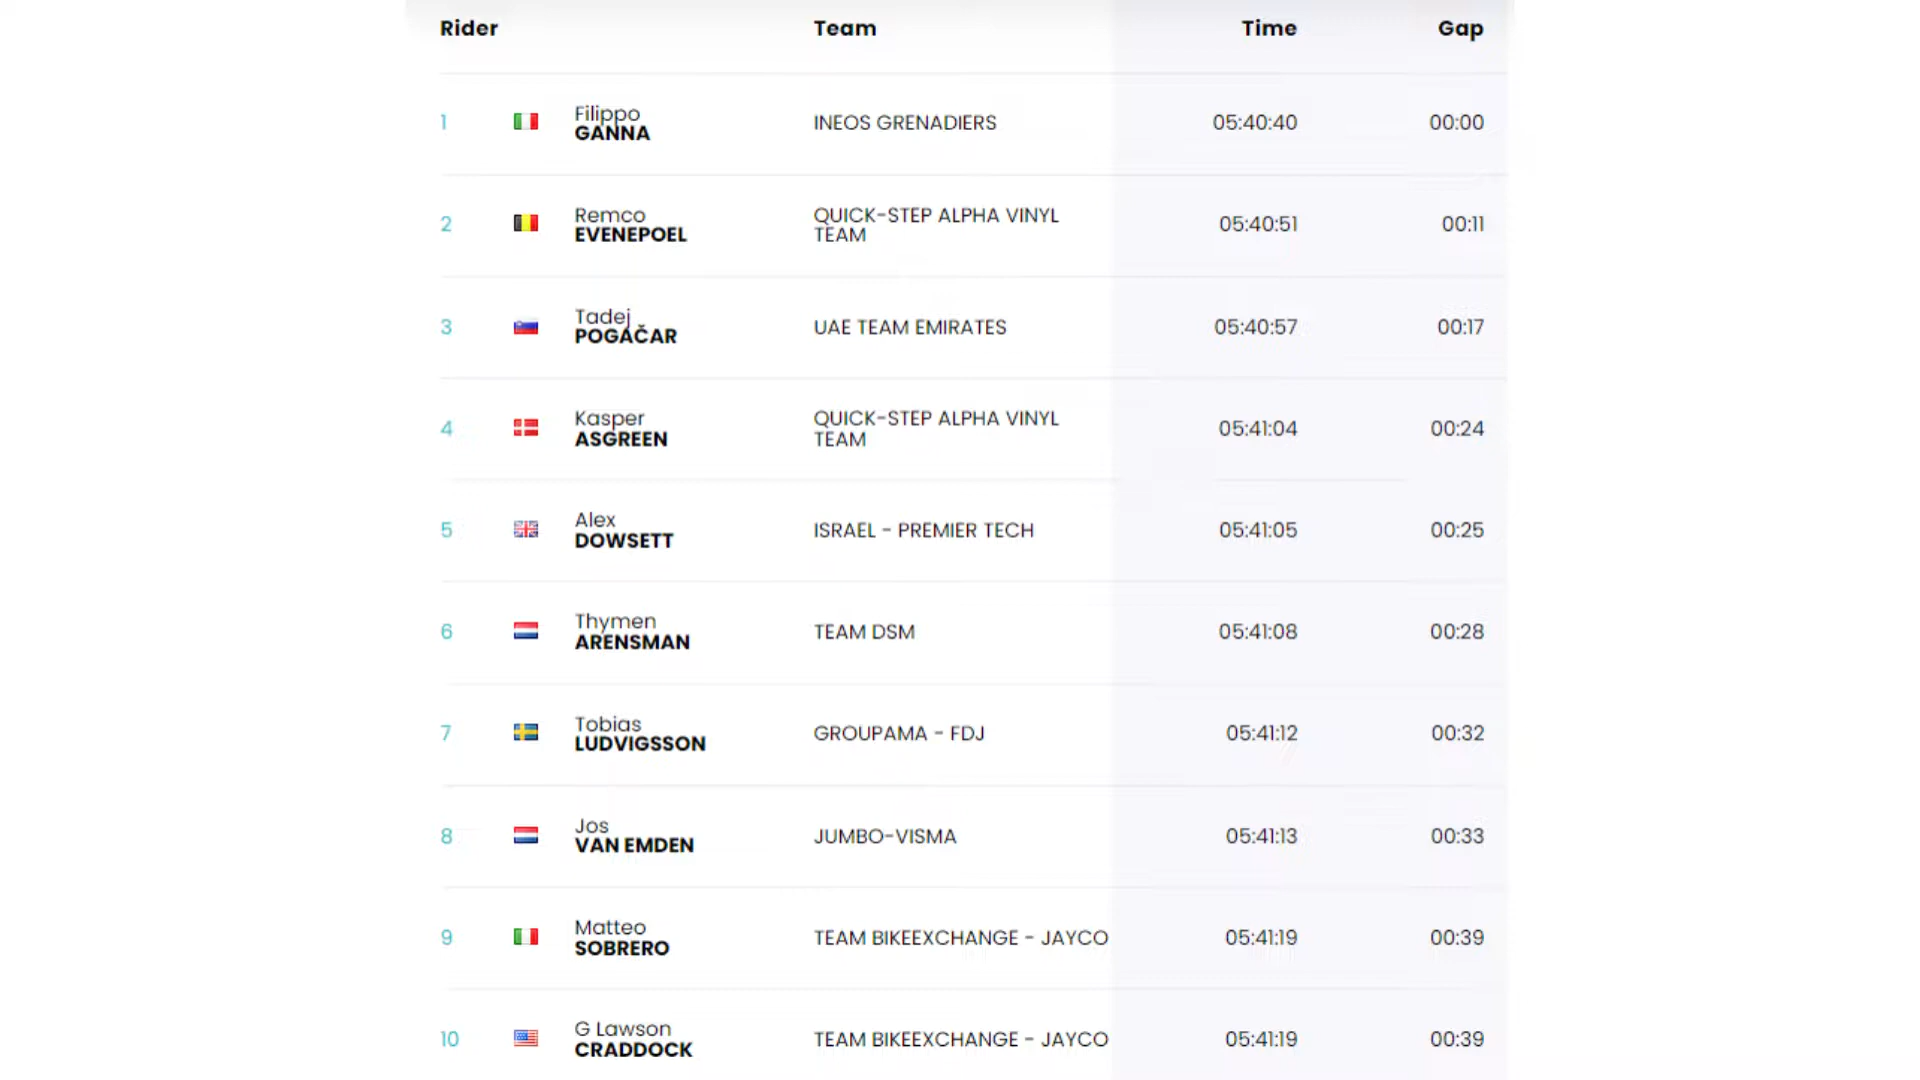 Rider Team Time Gap
1 Filippo GANNA INEOS GRENADIERS 05:40:40 00:00
2 Remco EVENEPOEL QUICK-STEP ALPHA VINYL TEAM 05:40:51 00:11
3 Tadej POGAČAR UAE TEAM EMIRATES 05:40:57 00:17
4 Kasper ASGREEN QUICK-STEP ALPHA VINYL TEAM 05:41:04 00:24
5 Alex DOWSETT ISRAEL - PREMIER TECH 05:41:05 00:25
6 Thymen ARENSMAN TEAM DSM 05:41:08 00:28
7 Tobias LUDVIGSSON GROUPAMA - FDJ 05:41:12 00:32
8 Jos VAN EMDEN JUMBO-VISMA 05:41:13 00:33
9 Matteo SOBRERO TEAM BIKEEXCHANGE - JAYCO 05:41:19 00:39
10 G Lawson CRADDOCK TEAM BIKEEXCHANGE - JAYCO 05:41:19 00:39